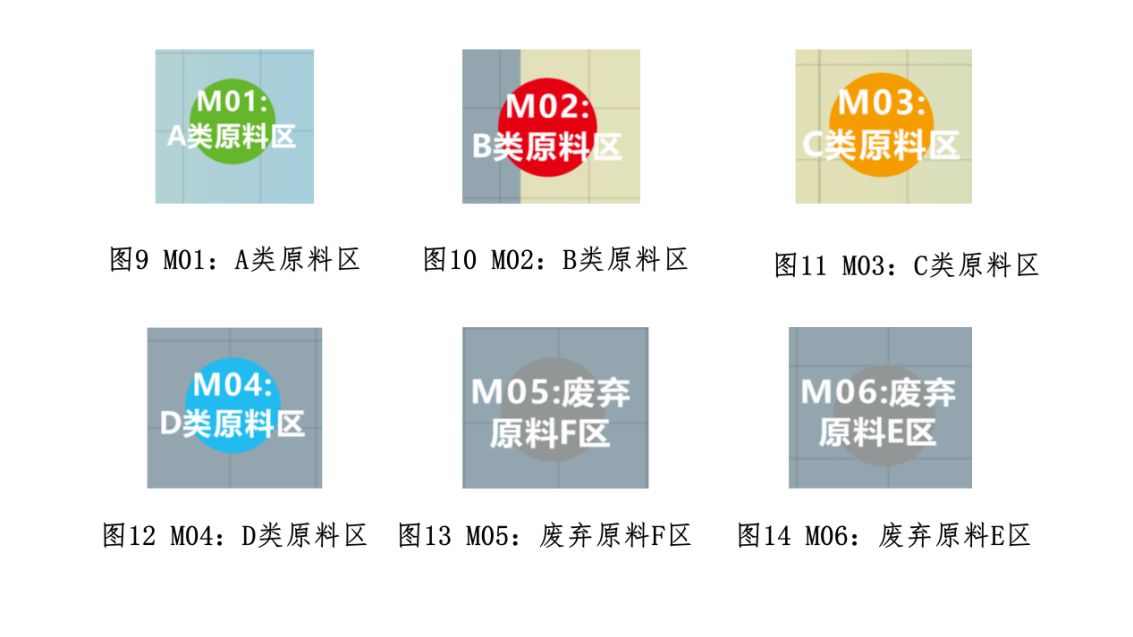 M01:
A类原料区
M02:
B类原料区
M03:
C类原料区
图9 M01：A类原料区
图10 M02：B类原料区
图11 M03：C类原料区
M04:
D类原料区
M05:废弃
原料F区
M06:废弃
原料E区
图12 M04：D类原料区
图13 M05：废弃原料F区
图14 M06：废弃原料E区